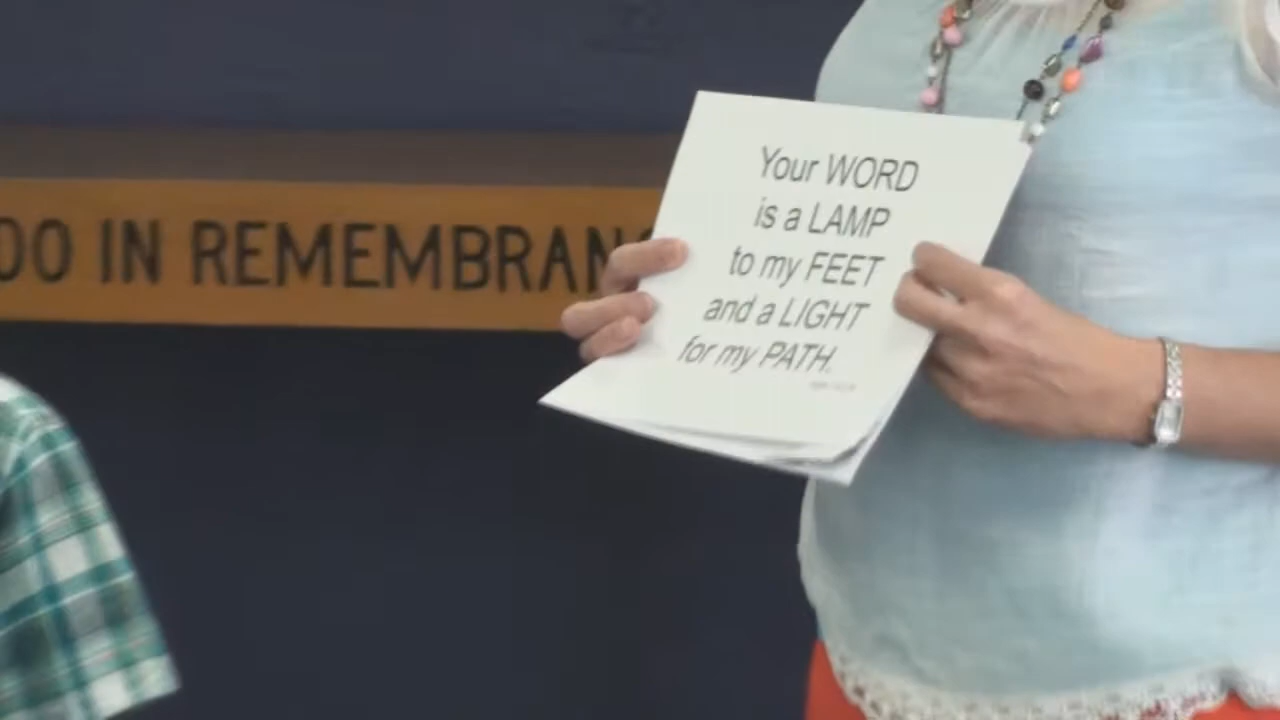 DO IN REMEMBRAN
Your WORD
is a LAMP
to my FEET
and a LIGHT
for my PATH.